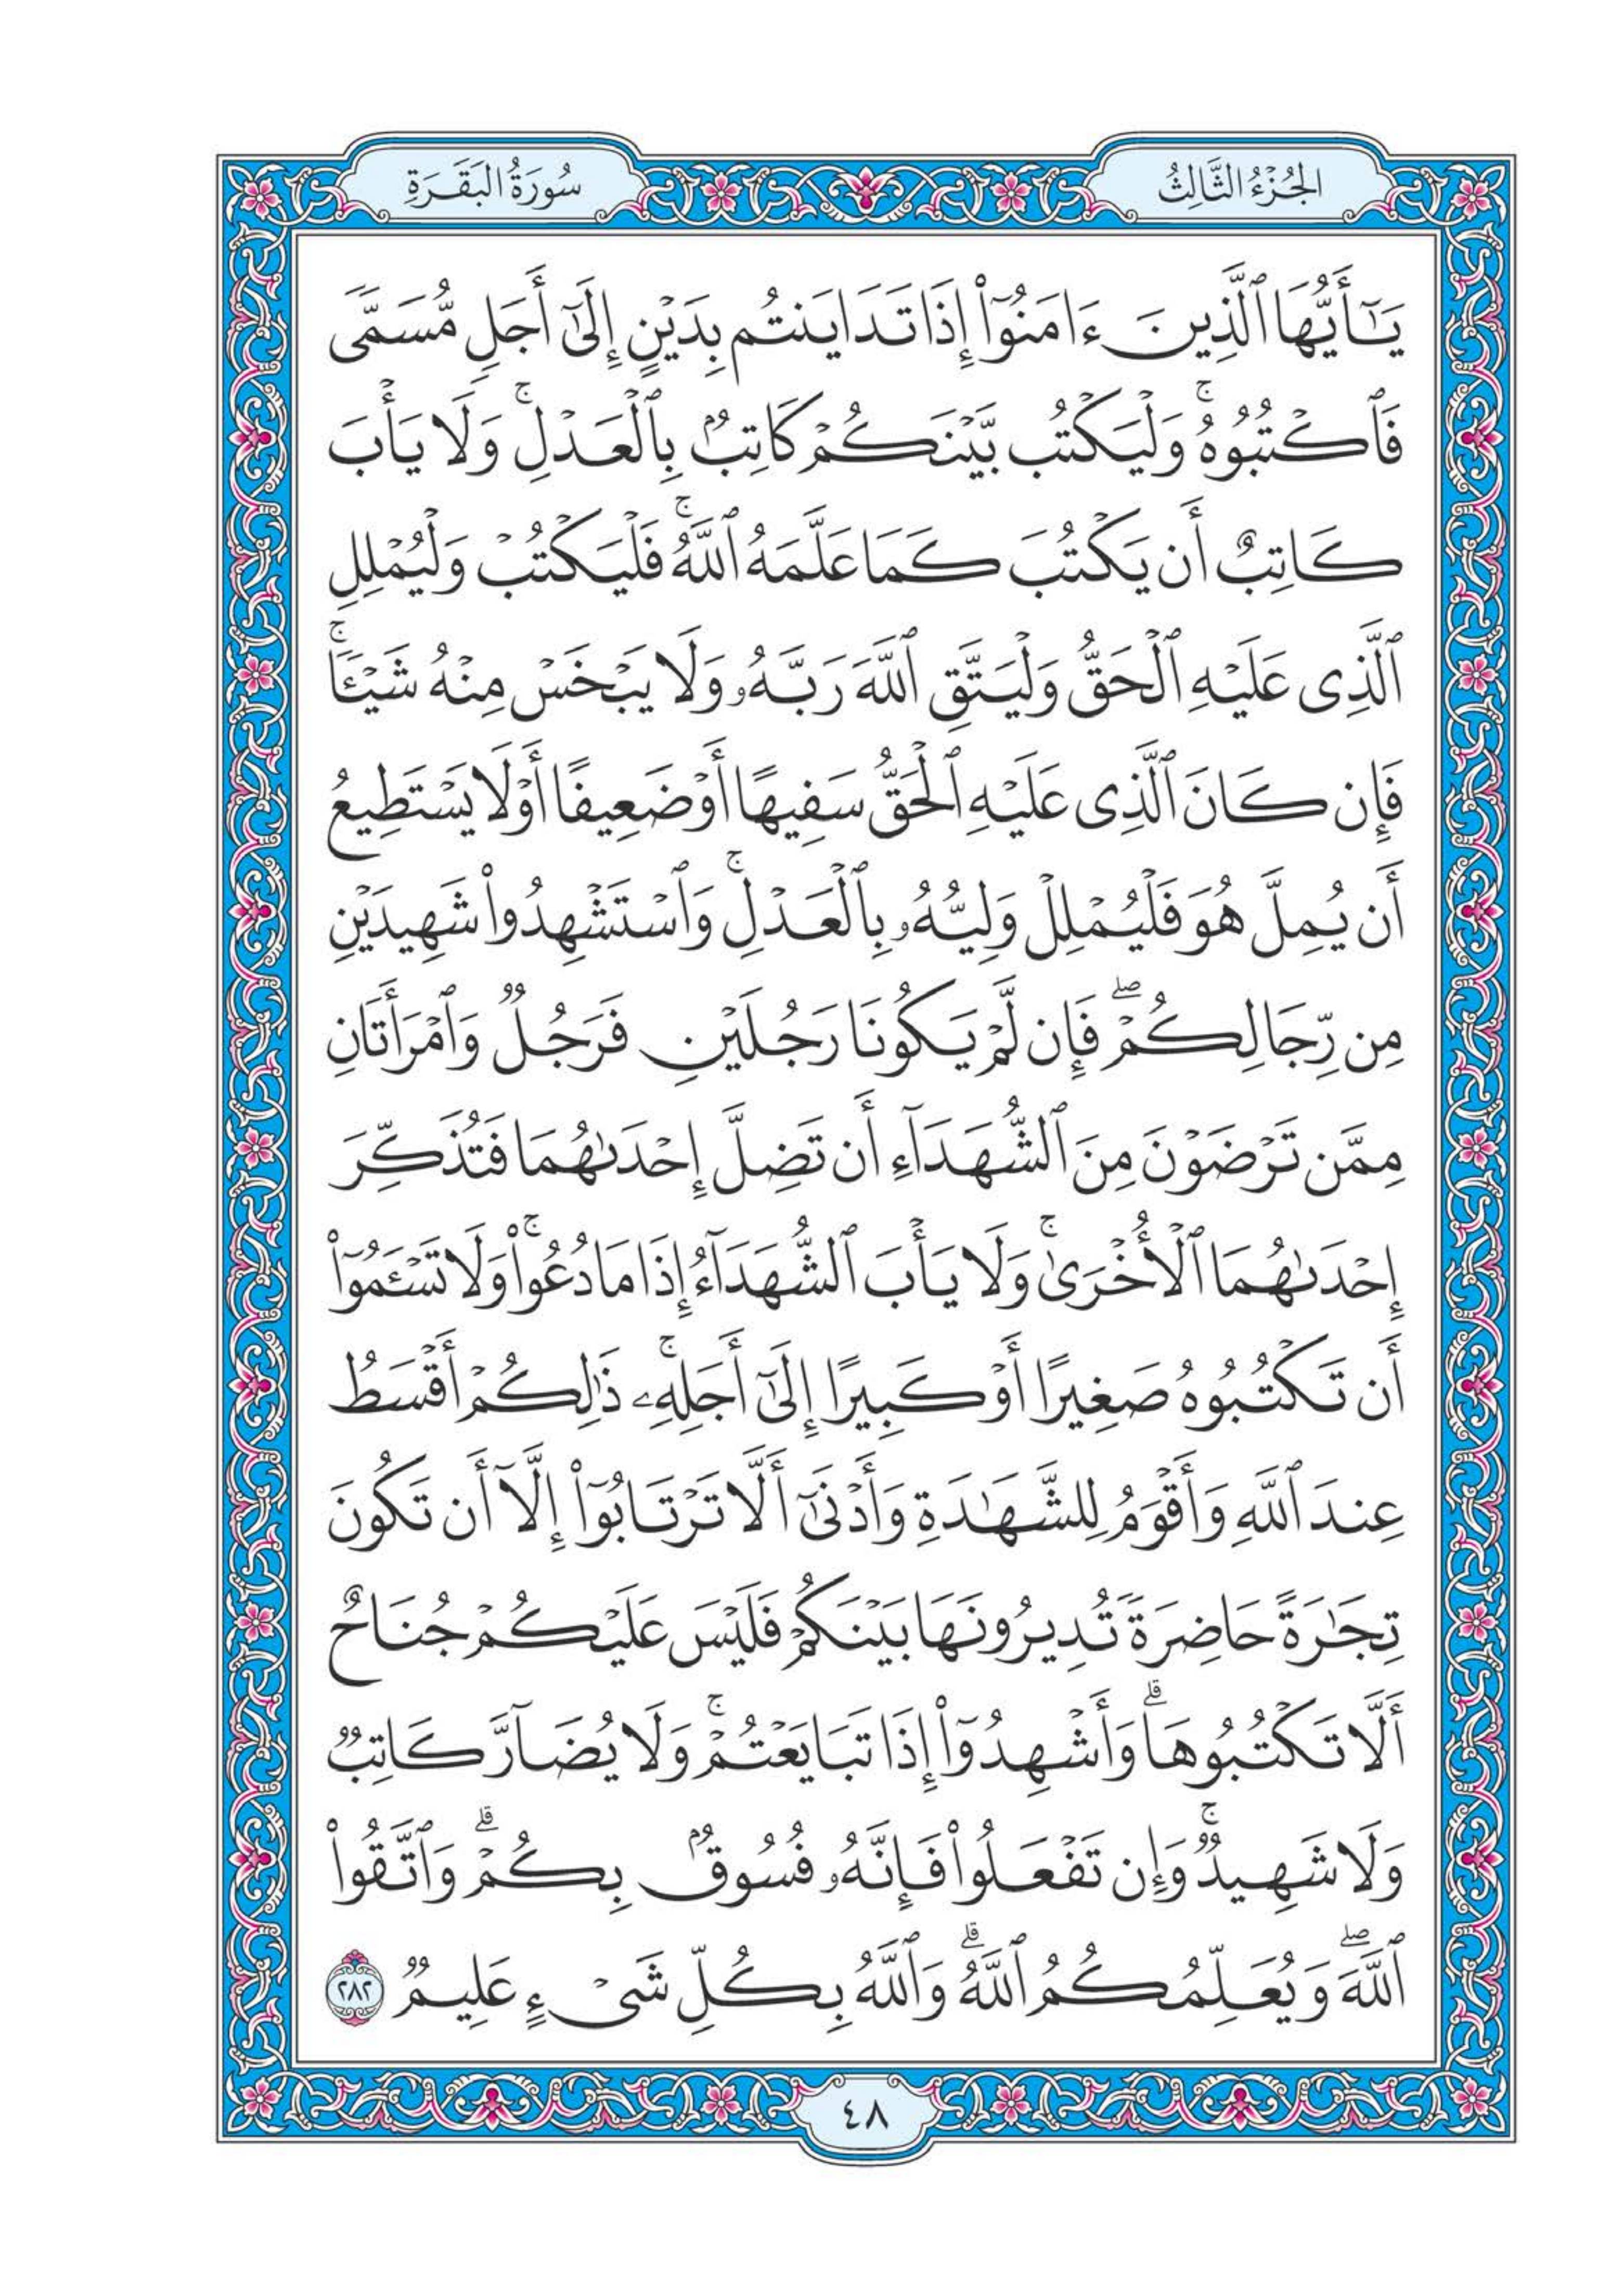 الجُزْءُ الثَّالِثُ
سُورَةُ البَقَرَةِ
يَٰٓأَيُّهَا ٱلَّذِينَ ءَامَنُوٓا۟ إِذَا تَدَايَنتُم بِدَيْنٍ إِلَىٰٓ أَجَلٍ مُّسَمًّى
فَٱكْتُبُوهُ ۚ وَلْيَكْتُب بَّيْنَكُمْ كَاتِبٌۢ بِٱلْعَدْلِ ۚ وَلَا يَأْبَ
كَاتِبٌ أَن يَكْتُبَ كَمَا عَلَّمَهُ ٱللَّهُ ۚ فَلْيَكْتُبْ وَلْيُمْلِلِ
ٱلَّذِى عَلَيْهِ ٱلْحَقُّ وَلْيَتَّقِ ٱللَّهَ رَبَّهُۥ وَلَا يَبْخَسْ مِنْهُ شَيْـًٔا ۚ
فَإِن كَانَ ٱلَّذِى عَلَيْهِ ٱلْحَقُّ سَفِيهًا أَوْ ضَعِيفًا أَوْ لَا يَسْتَطِيعُ
أَن يُمِلَّ هُوَ فَلْيُمْلِلْ وَلِيُّهُۥ بِٱلْعَدْلِ ۚ وَٱسْتَشْهِدُوا۟ شَهِيدَيْنِ
مِن رِّجَالِكُمْ ۖ فَإِن لَّمْ يَكُونَا رَجُلَيْنِ فَرَجُلٌ وَٱمْرَأَتَانِ
مِمَّن تَرْضَوْنَ مِنَ ٱلشُّهَدَآءِ أَن تَضِلَّ إِحْدَىٰهُمَا فَتُذَكِّرَ
إِحْدَىٰهُمَا ٱلْأُخْرَىٰ ۚ وَلَا يَأْبَ ٱلشُّهَدَآءُ إِذَا مَا دُعُوا۟ ۚ وَلَا تَسْـَٔمُوٓا۟
أَن تَكْتُبُوهُ صَغِيرًا أَوْ كَبِيرًا إِلَىٰٓ أَجَلِهِۦ ۚ ذَٰلِكُمْ أَقْسَطُ
عِندَ ٱللَّهِ وَأَقْوَمُ لِلشَّهَٰدَةِ وَأَدْنَىٰٓ أَلَّا تَرْتَابُوٓا۟ إِلَّآ أَن تَكُونَ
تِجَٰرَةً حَاضِرَةً تُدِيرُونَهَا بَيْنَكُمْ فَلَيْسَ عَلَيْكُمْ جُنَاحٌ
أَلَّا تَكْتُبُوهَا ۗ وَأَشْهِدُوٓا۟ إِذَا تَبَايَعْتُمْ ۚ وَلَا يُضَآرَّ كَاتِبٌ
وَلَا شَهِيدٌ ۚ وَإِن تَفْعَلُوا۟ فَإِنَّهُۥ فُسُوقٌۢ بِكُمْ ۗ وَٱتَّقُوا۟
ٱللَّهَ ۖ وَيُعَلِّمُكُمُ ٱللَّهُ ۗ وَٱللَّهُ بِكُلِّ شَىْءٍ عَلِيمٌ ٢٨٢
٤٨